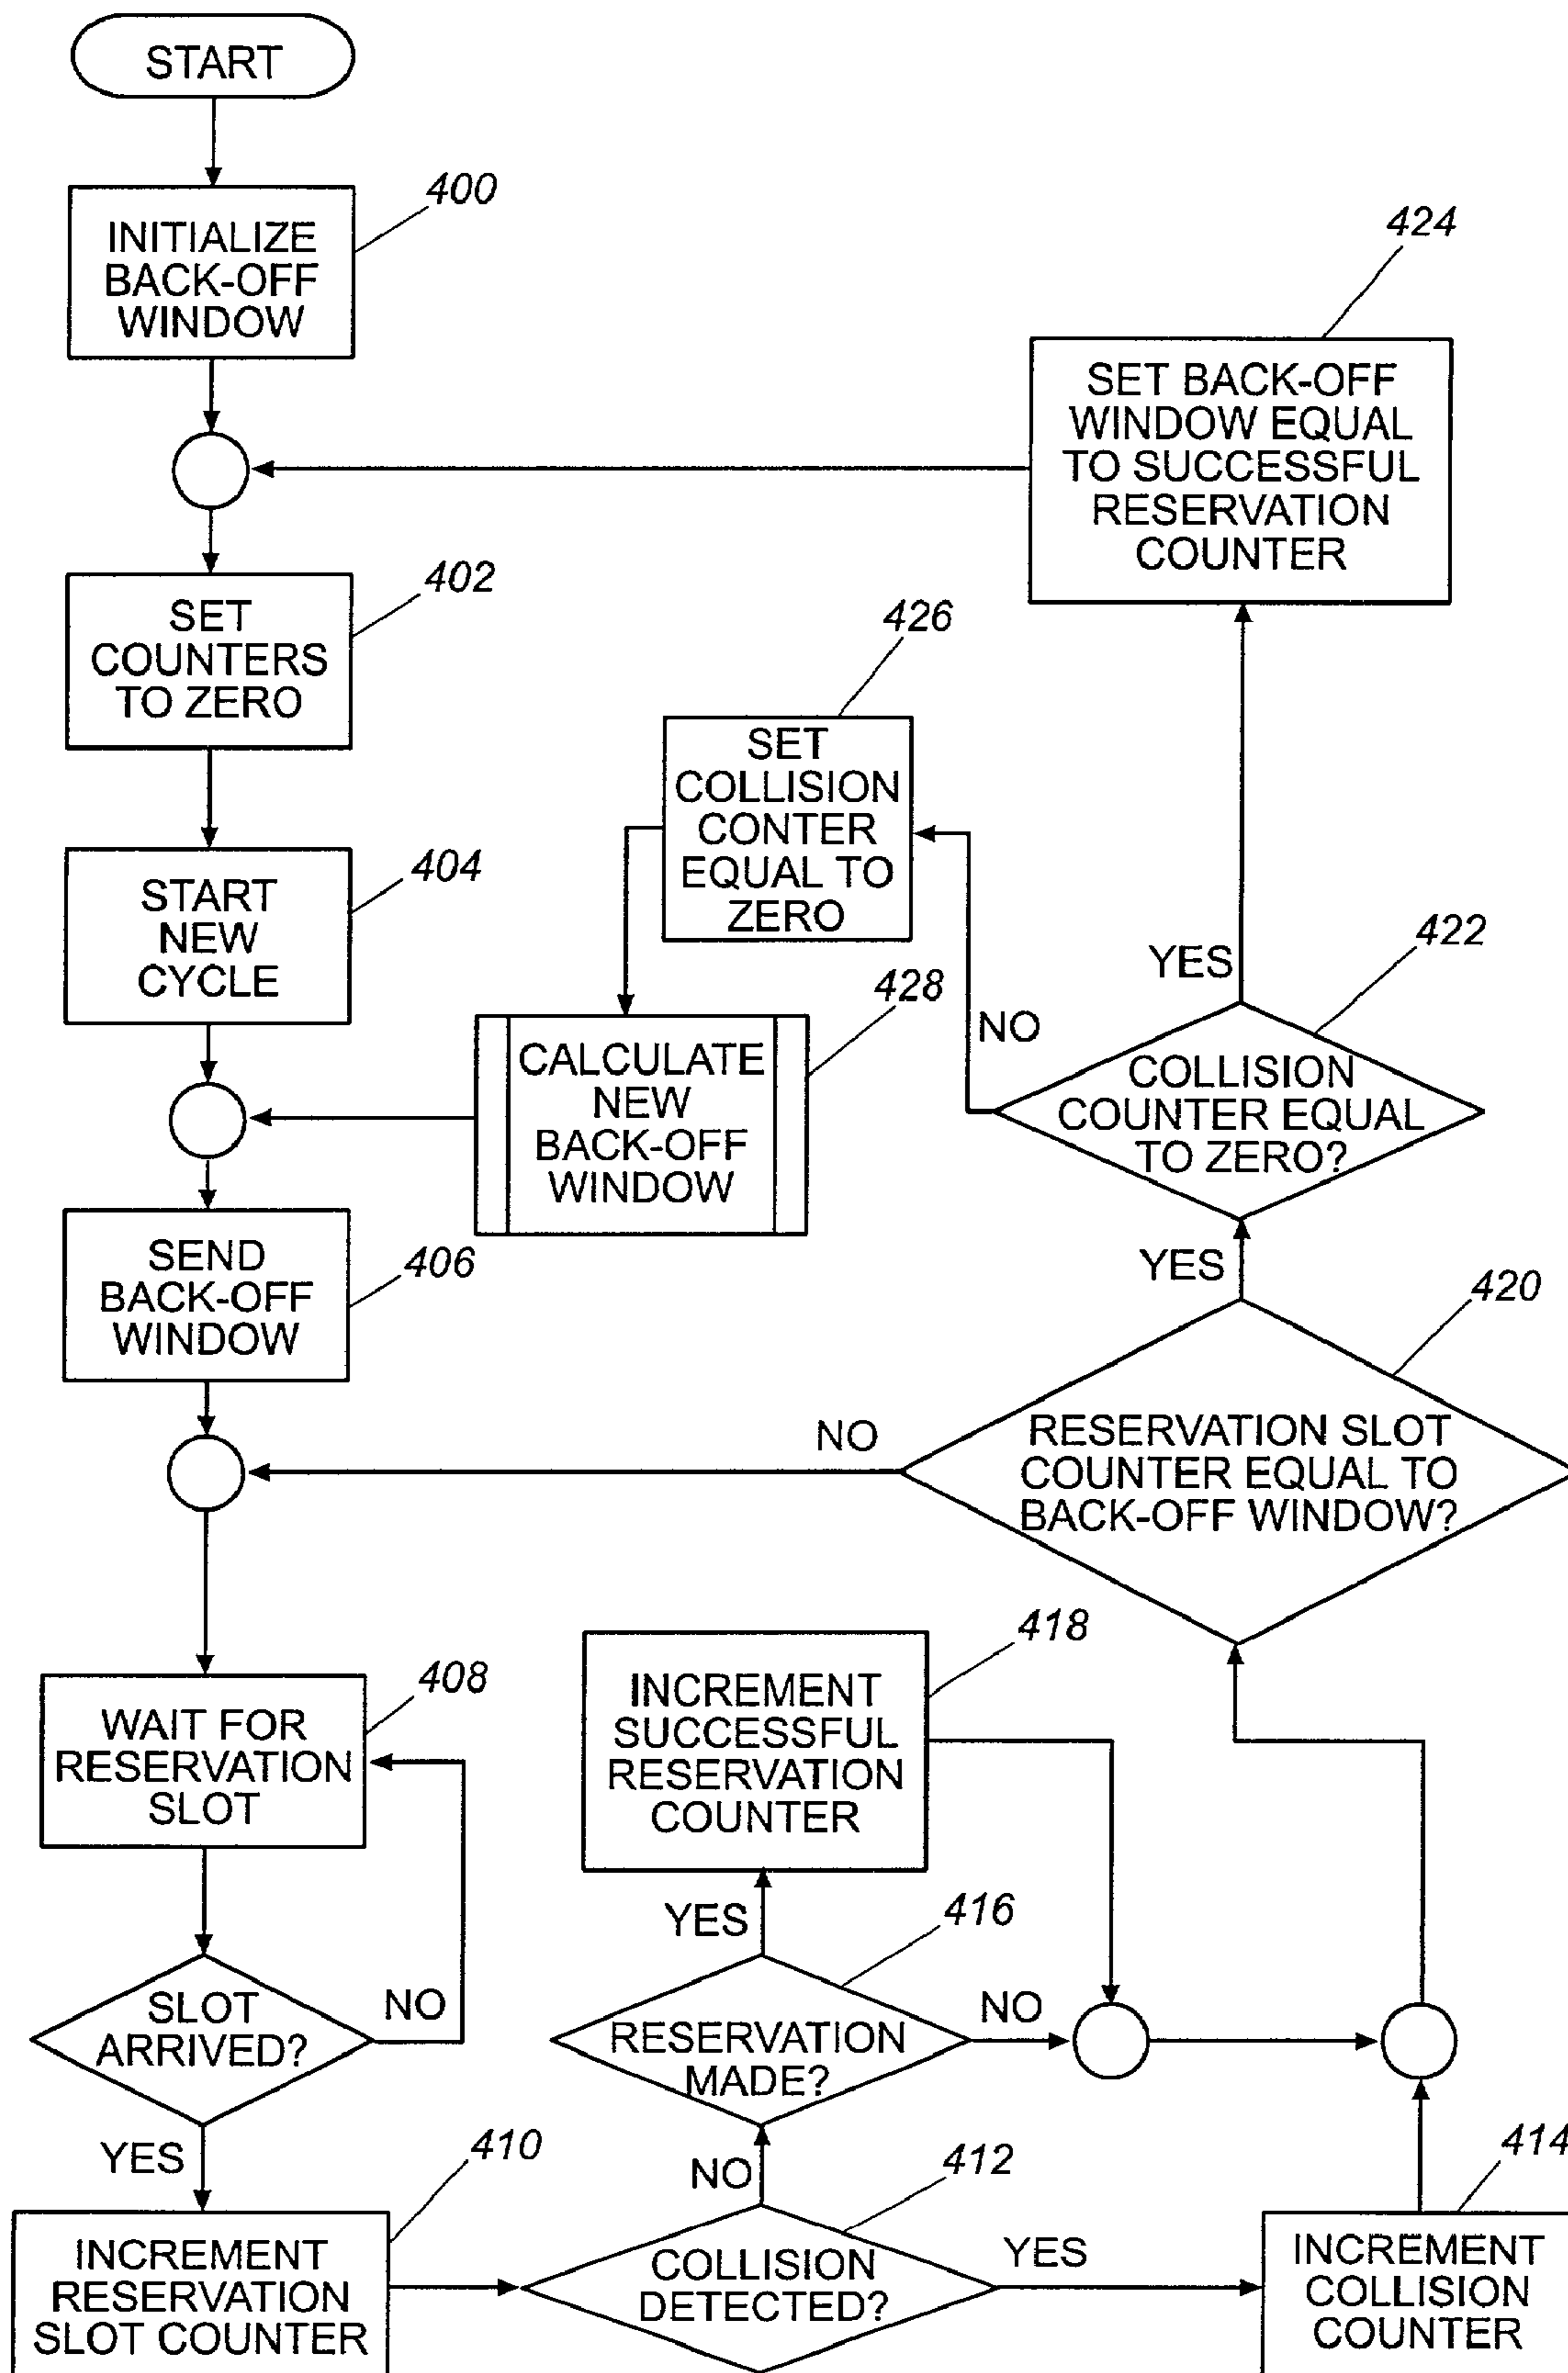 START
400
INITIALIZE
BACK-OFF
WINDOW
424
SET BACK-OFF
WINDOW EQUAL
TO SUCCESSFUL
RESERVATION
COUNTER
402
SET
COUNTERS
TO ZERO
426
SET
COLLISION
CONTER
EQUAL TO
ZERO
404
START
NEW
CYCLE
428
CALCULATE
NEW
BACK-OFF
WINDOW
NO
YES
422
COLLISION
COUNTER EQUAL
TO ZERO?
406
SEND
BACK-OFF
WINDOW
YES
420
NO
RESERVATION SLOT
COUNTER EQUAL TO
BACK-OFF WINDOW?
408
WAIT FOR
RESERVATION
SLOT
418
INCREMENT
SUCCESSFUL
RESERVATION
COUNTER
SLOT
ARRIVED?
NO
YES
416
RESERVATION
MADE?
NO
YES
410
INCREMENT
RESERVATION
SLOT COUNTER
NO
412
COLLISION
DETECTED?
YES
414
INCREMENT
COLLISION
COUNTER